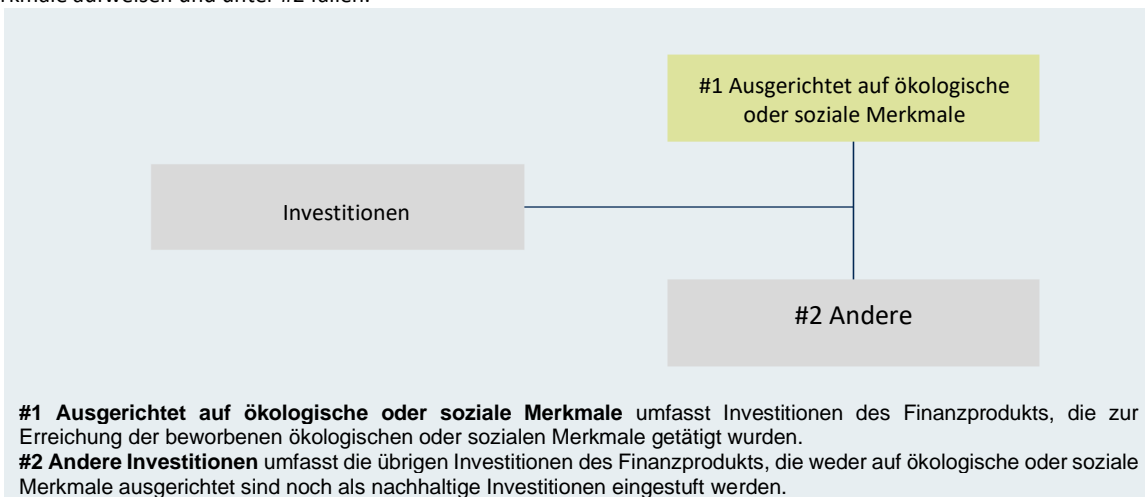 #1 Ausgerichtet auf ökologische
oder soziale Merkmale
Investitionen
#2 Andere
#1 Ausgerichtet auf ökologische oder soziale Merkmale umfasst Investitionen des Finanzprodukts, die zur
Erreichung der beworbenen ökologischen oder sozialen Merkmale getätigt wurden.
#2 Andere Investitionen umfasst die übrigen Investitionen des Finanzprodukts, die weder auf ökologische oder soziale
Merkmale ausgerichtet sind noch als nachhaltige Investitionen eingestuft werden.